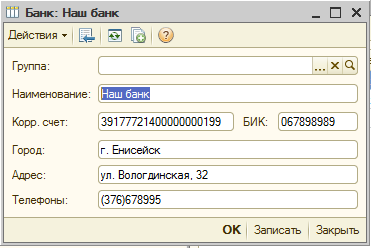 Банк: Наш банк
Действия
Группа:
Наименование: Наш банк
Корр. счет: 39177721400000000199 БИК: 067898989
Город: г. Енисейск
Адрес: ул. Вологдинская, 32
Телефоны: (376)678995
OK Записать Закрыть